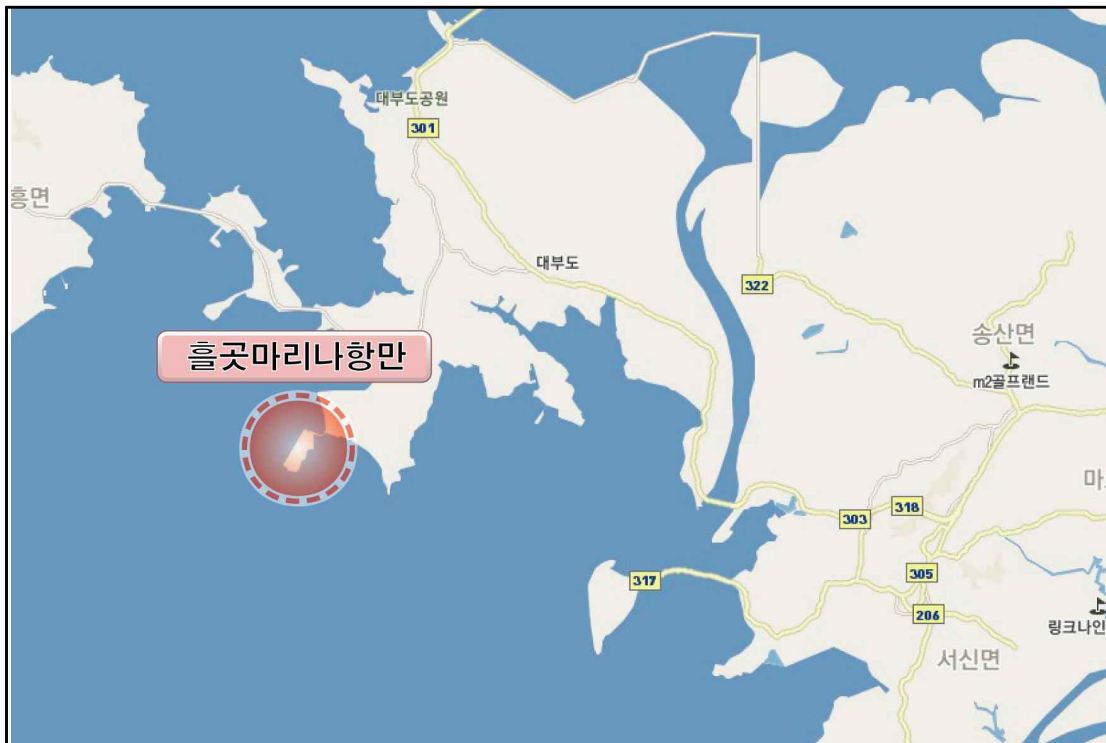 대부도공원
301
흥면
대부도
322
송산면
m2골프랜드
흘곳마리나항만
마
303
318
317
305
206
링크나인
서신면